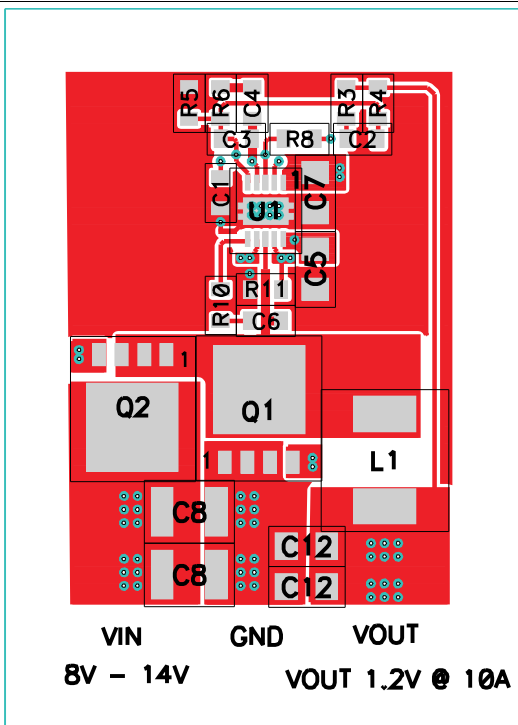 R5 R6 C4 R3 R4
C3 R8 C2
C1 U1 1 C7
C5
R10 R11
C6
1
Q2 Q1
1
L1
C8 C12
C8 C12
VIN GND VOUT
8V – 14V VOUT 1.2V @ 10A